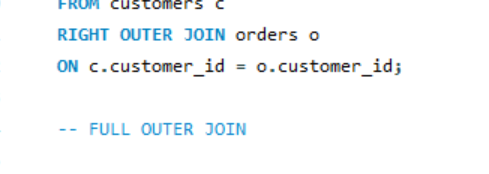 FROM customers c
RIGHT OUTER JOIN orders o
ON c.customer_id = o.customer_id;
-- FULL OUTER JOIN